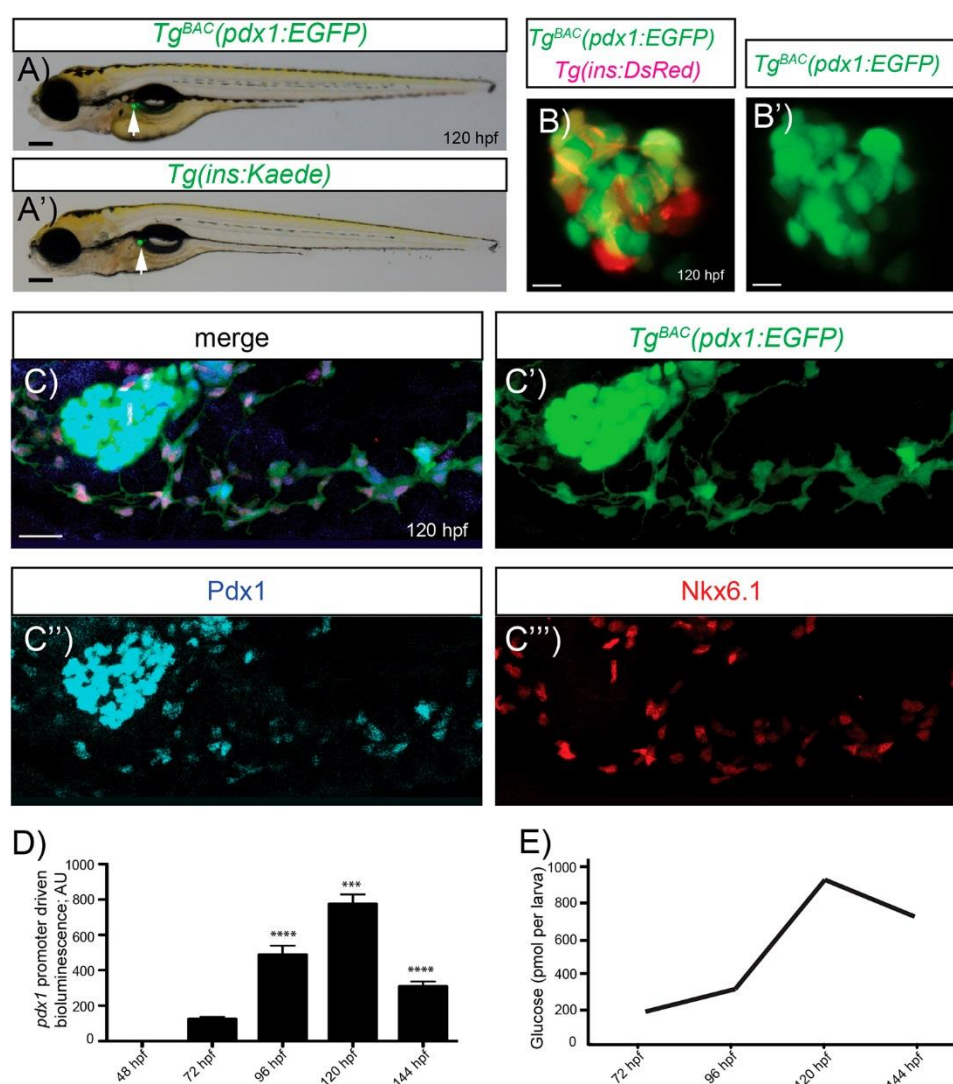 Tg^BAC(pdx1:EGFP)
A)
120 hpf
Tg(ins:Kaede)
A')
Tg^BAC(pdx1:EGFP)
Tg(ins:DsRed)
B)
120 hpf
Tg^BAC(pdx1:EGFP)
B')
merge
C)
120 hpf
Tg^BAC(pdx1:EGFP)
C')
Pdx1
C'')
Nkx6.1
C''')
D)
pdx1 promoter driven
bioluminescence; AU
1000
800
600
400
200
0
****
***
****
48 hpf
72 hpf
96 hpf
120 hpf
144 hpf
E)
Glucose (pmol per larva)
1000
800
600
400
200
0
72 hpf
96 hpf
120 hpf
144 hpf